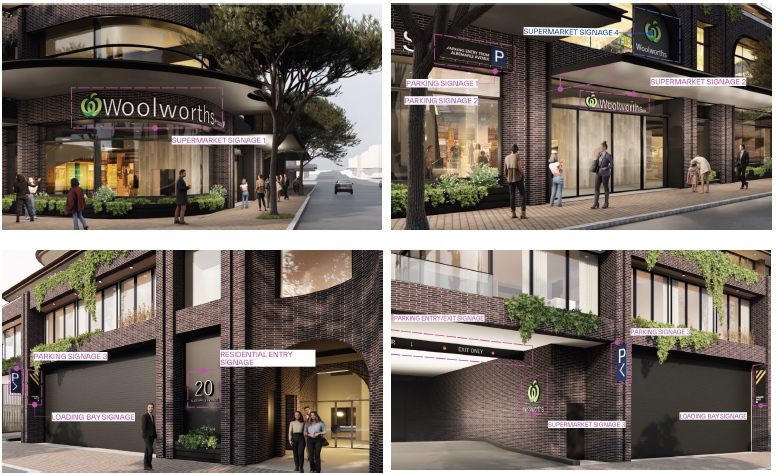 Woolworths
SUPERMARKET SIGNAGE 1
SUPERMARKET SIGNAGE 4
Woolworths
S
PARKING ENTRY FROM
ALBEMARLE AVENUE
P
PARKING SIGNAGE 1
PARKING SIGNAGE 2
SUPERMARKET SIGNAGE 2
Woolworths
PARKING SIGNAGE 3
P
RESIDENTIAL ENTRY
SIGNAGE
20
LOADING BAY SIGNAGE
PARKING ENTRY/EXIT SIGNAGE
R 1 EXIT ONLY
PARKING SIGNAGE 3
P
LOADING BAY SIGNAGE
SUPERMARKET SIGNAGE 3